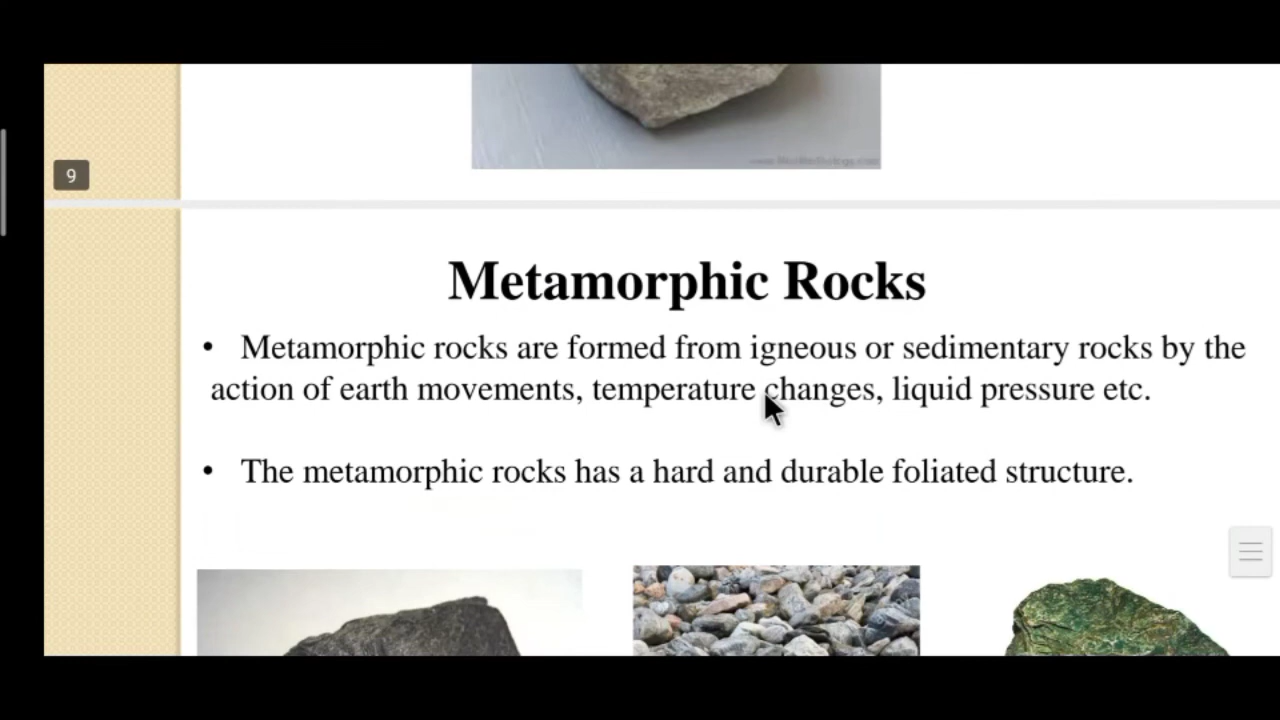 9
Metamorphic Rocks
• Metamorphic rocks are formed from igneous or sedimentary rocks by the
action of earth movements, temperature changes, liquid pressure etc.
• The metamorphic rocks has a hard and durable foliated structure.